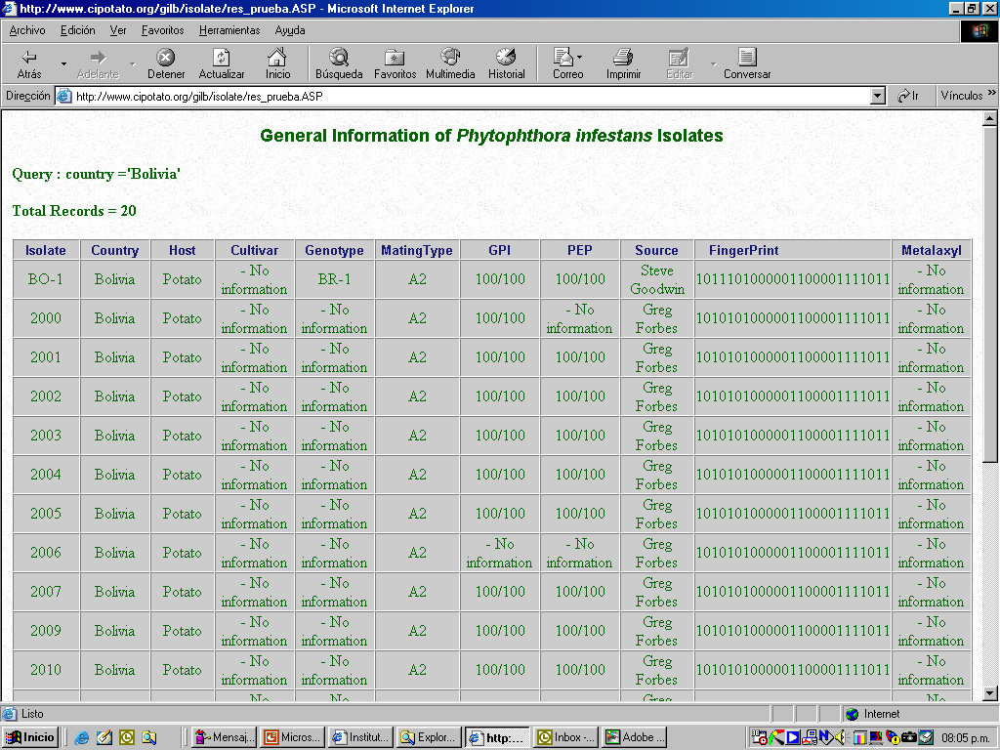 http://www.cipotato.org/gilb/isolate/res_prueba.ASP - Microsoft Internet Explorer
Archivo Edición Ver Favoritos Herramientas Ayuda
Atrás Adelante Detener Actualizar Inicio Búsqueda Favoritos Multimedia Historial Correo Imprimir Editar Conversar
Dirección http://www.cipotato.org/gilb/isolate/res_prueba.ASP Ir Vínculos »
General Information of Phytophthora infestans Isolates
Query : country ='Bolivia'
Total Records = 20
Isolate Country Host Cultivar Genotype MatingType GPI PEP Source FingerPrint Metalaxyl
BO-1 Bolivia Potato - No information BR-1 A2 100/100 100/100 Steve Goodwin 1011101000001100001111011 - No information
2000 Bolivia Potato - No information - No information A2 100/100 - No information Greg Forbes 1010101000001100001111011 - No information
2001 Bolivia Potato - No information - No information A2 100/100 100/100 Greg Forbes 1010101000001100001111011 - No information
2002 Bolivia Potato - No information - No information A2 100/100 100/100 Greg Forbes 1010101000001100001111011 - No information
2003 Bolivia Potato - No information - No information A2 100/100 100/100 Greg Forbes 1010101000001100001111011 - No information
2004 Bolivia Potato - No information - No information A2 100/100 100/100 Greg Forbes 1010101000001100001111011 - No information
2005 Bolivia Potato - No information - No information A2 100/100 100/100 Greg Forbes 1010101000001100001111011 - No information
2006 Bolivia Potato - No information - No information A2 - No information - No information Greg Forbes 1010101000001100001111011 - No information
2007 Bolivia Potato - No information - No information A2 100/100 100/100 Greg Forbes 1010101000001100001111011 - No information
2009 Bolivia Potato - No information - No information A2 100/100 100/100 Greg Forbes 1010101000001100001111011 - No information
2010 Bolivia Potato - No information - No information A2 100/100 100/100 Greg Forbes 1010101000001100001111011 - No information
Listo Internet
Inicio Mensaj... Micros... Institut... Explor... http:... Inbox -... Adobe ... 08:05 p.m.